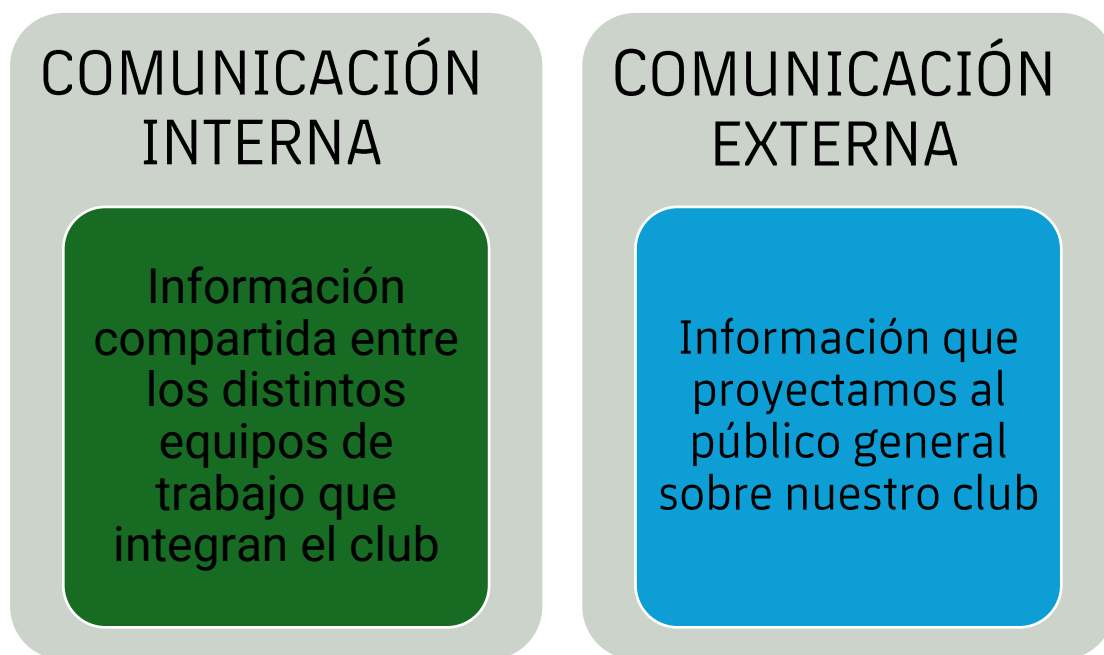 COMUNICACIÓN
INTERNA
Información
compartida entre
los distintos
equipos de
trabajo que
integran el club
COMUNICACIÓN
EXTERNA
Información que
proyectamos al
público general
sobre nuestro club